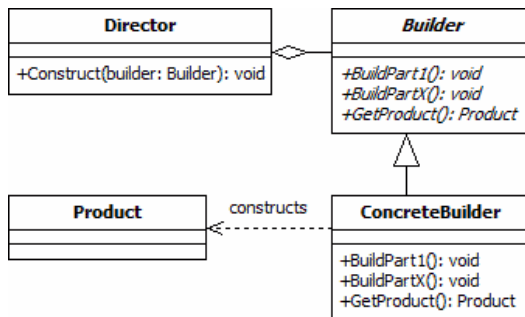 Director
+Construct(builder: Builder): void
Builder
+BuildPart1(): void
+BuildPartX(): void
+GetProduct(): Product
Product
constructs
ConcreteBuilder
+BuildPart1(): void
+BuildPartX(): void
+GetProduct(): Product